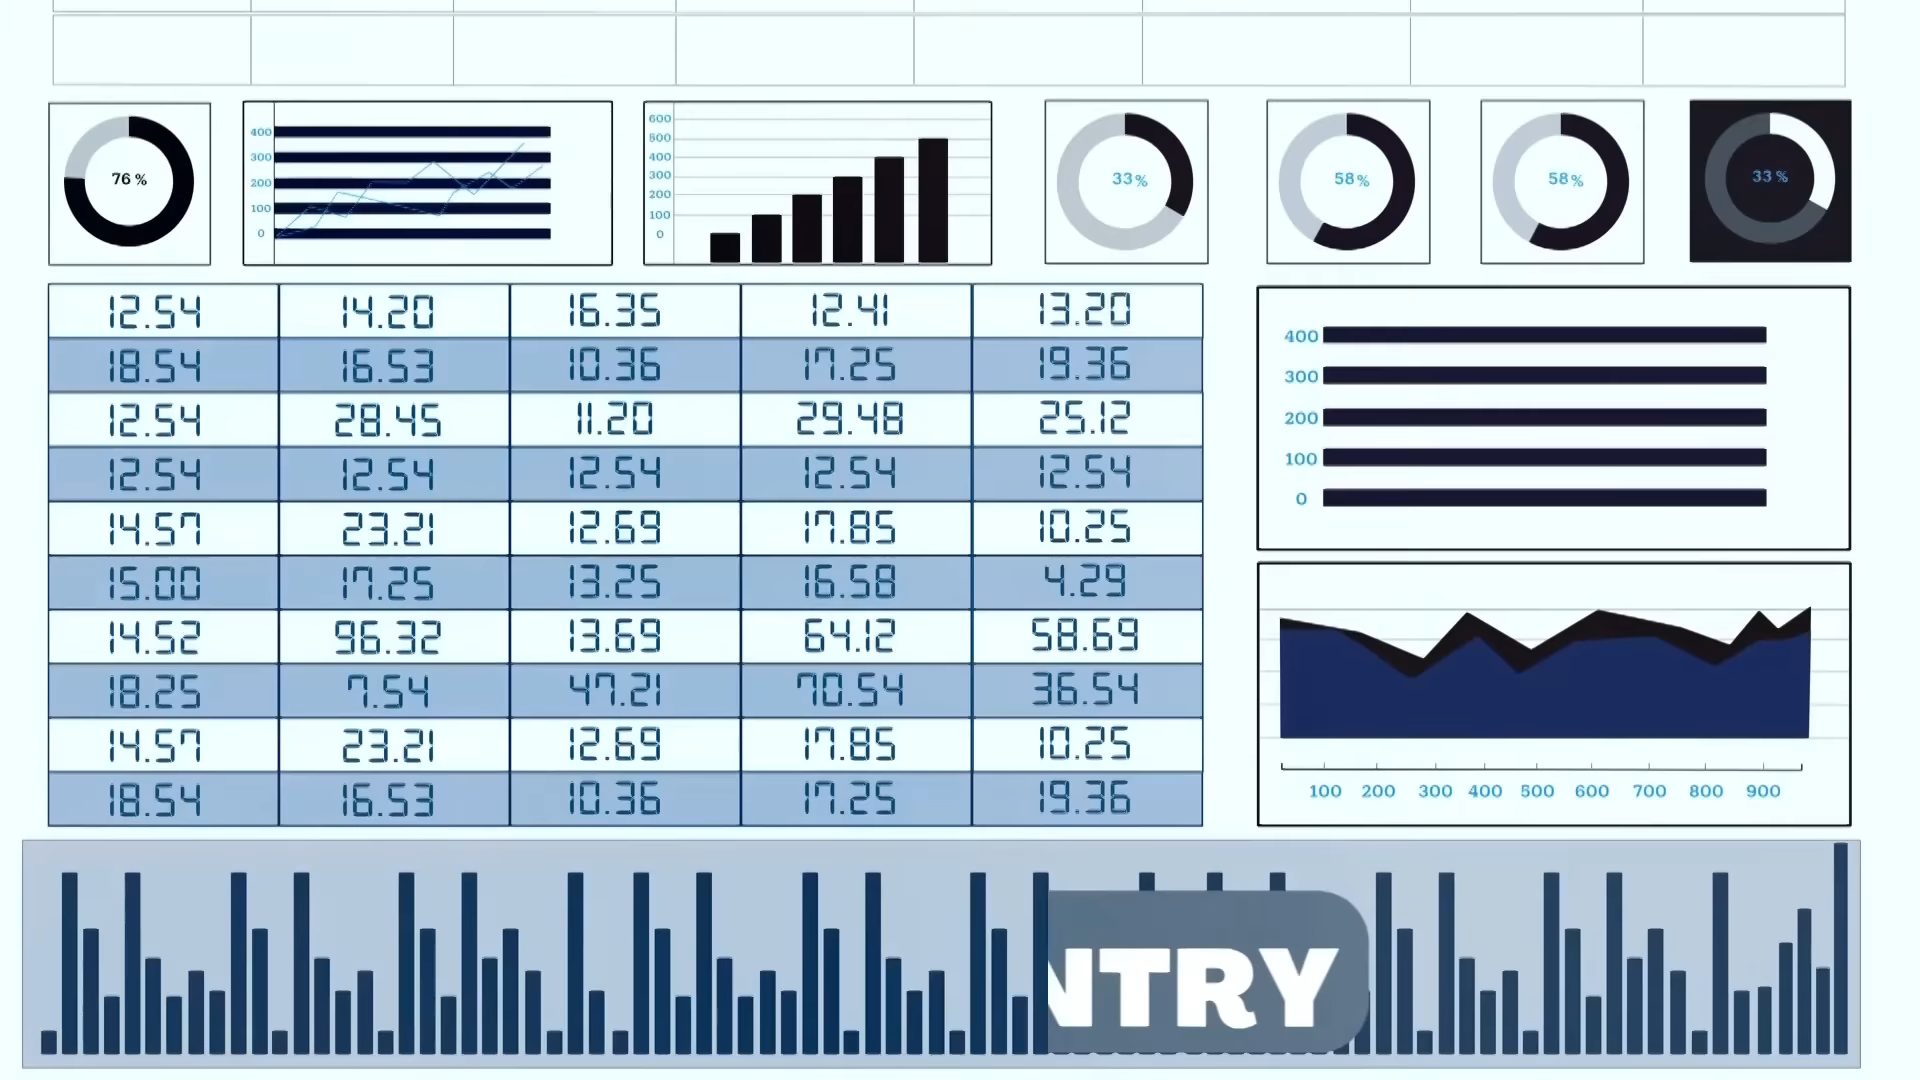 76 %
400
300
200
100
0
600
500
400
300
200
100
0
33 %
58 %
58 %
33 %
12.54 14.20 16.35 12.41 13.20
18.54 16.53 10.36 17.25 19.36
12.54 28.45 11.20 29.48 25.12
12.54 12.54 12.54 12.54 12.54
14.57 23.21 12.69 17.85 10.25
15.00 17.25 13.25 16.58 4.29
14.52 96.32 13.69 64.12 58.69
18.25 7.54 47.21 70.54 36.54
14.57 23.21 12.69 17.85 10.25
18.54 16.53 10.36 17.25 19.36
400
300
200
100
0
100 200 300 400 500 600 700 800 900
NTRY